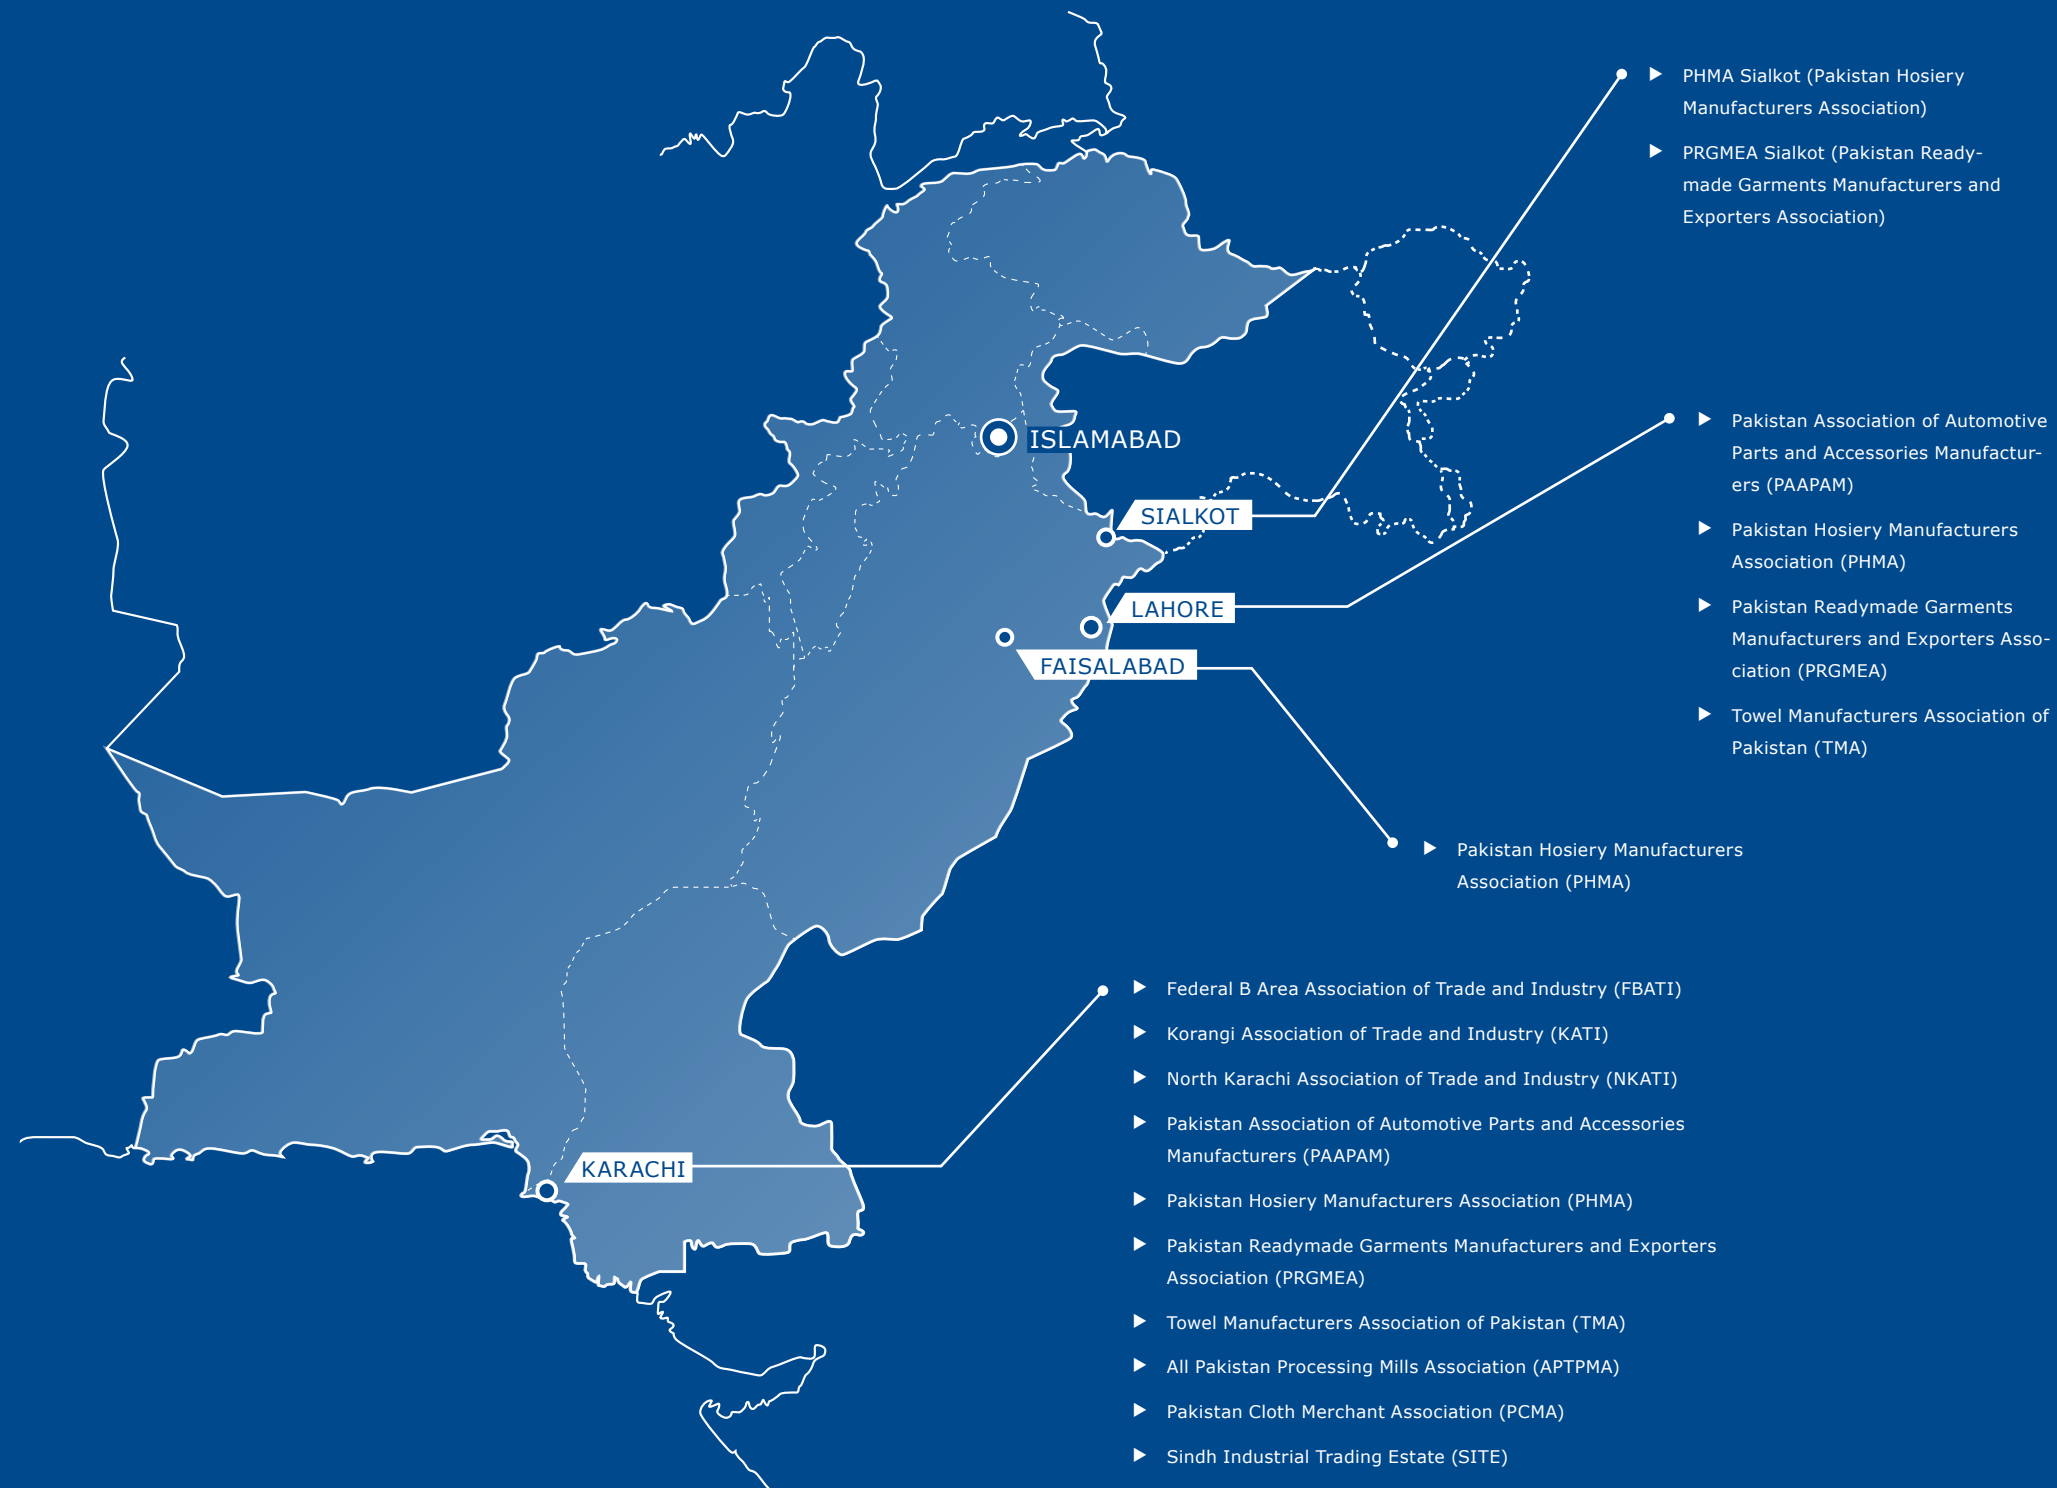 PHMA Sialkot (Pakistan Hosiery
Manufacturers Association)
PRGMEA Sialkot (Pakistan Ready-
made Garments Manufacturers and
Exporters Association)
ISLAMABAD
SIALKOT
LAHORE
FAISALABAD
Pakistan Association of Automotive
Parts and Accessories Manufactur-
ers (PAAPAM)
Pakistan Hosiery Manufacturers
Association (PHMA)
Pakistan Readymade Garments
Manufacturers and Exporters Asso-
ciation (PRGMEA)
Towel Manufacturers Association of
Pakistan (TMA)
Pakistan Hosiery Manufacturers
Association (PHMA)
KARACHI
Federal B Area Association of Trade and Industry (FBATI)
Korangi Association of Trade and Industry (KATI)
North Karachi Association of Trade and Industry (NKATI)
Pakistan Association of Automotive Parts and Accessories
Manufacturers (PAAPAM)
Pakistan Hosiery Manufacturers Association (PHMA)
Pakistan Readymade Garments Manufacturers and Exporters
Association (PRGMEA)
Towel Manufacturers Association of Pakistan (TMA)
All Pakistan Processing Mills Association (APTPMA)
Pakistan Cloth Merchant Association (PCMA)
Sindh Industrial Trading Estate (SITE)